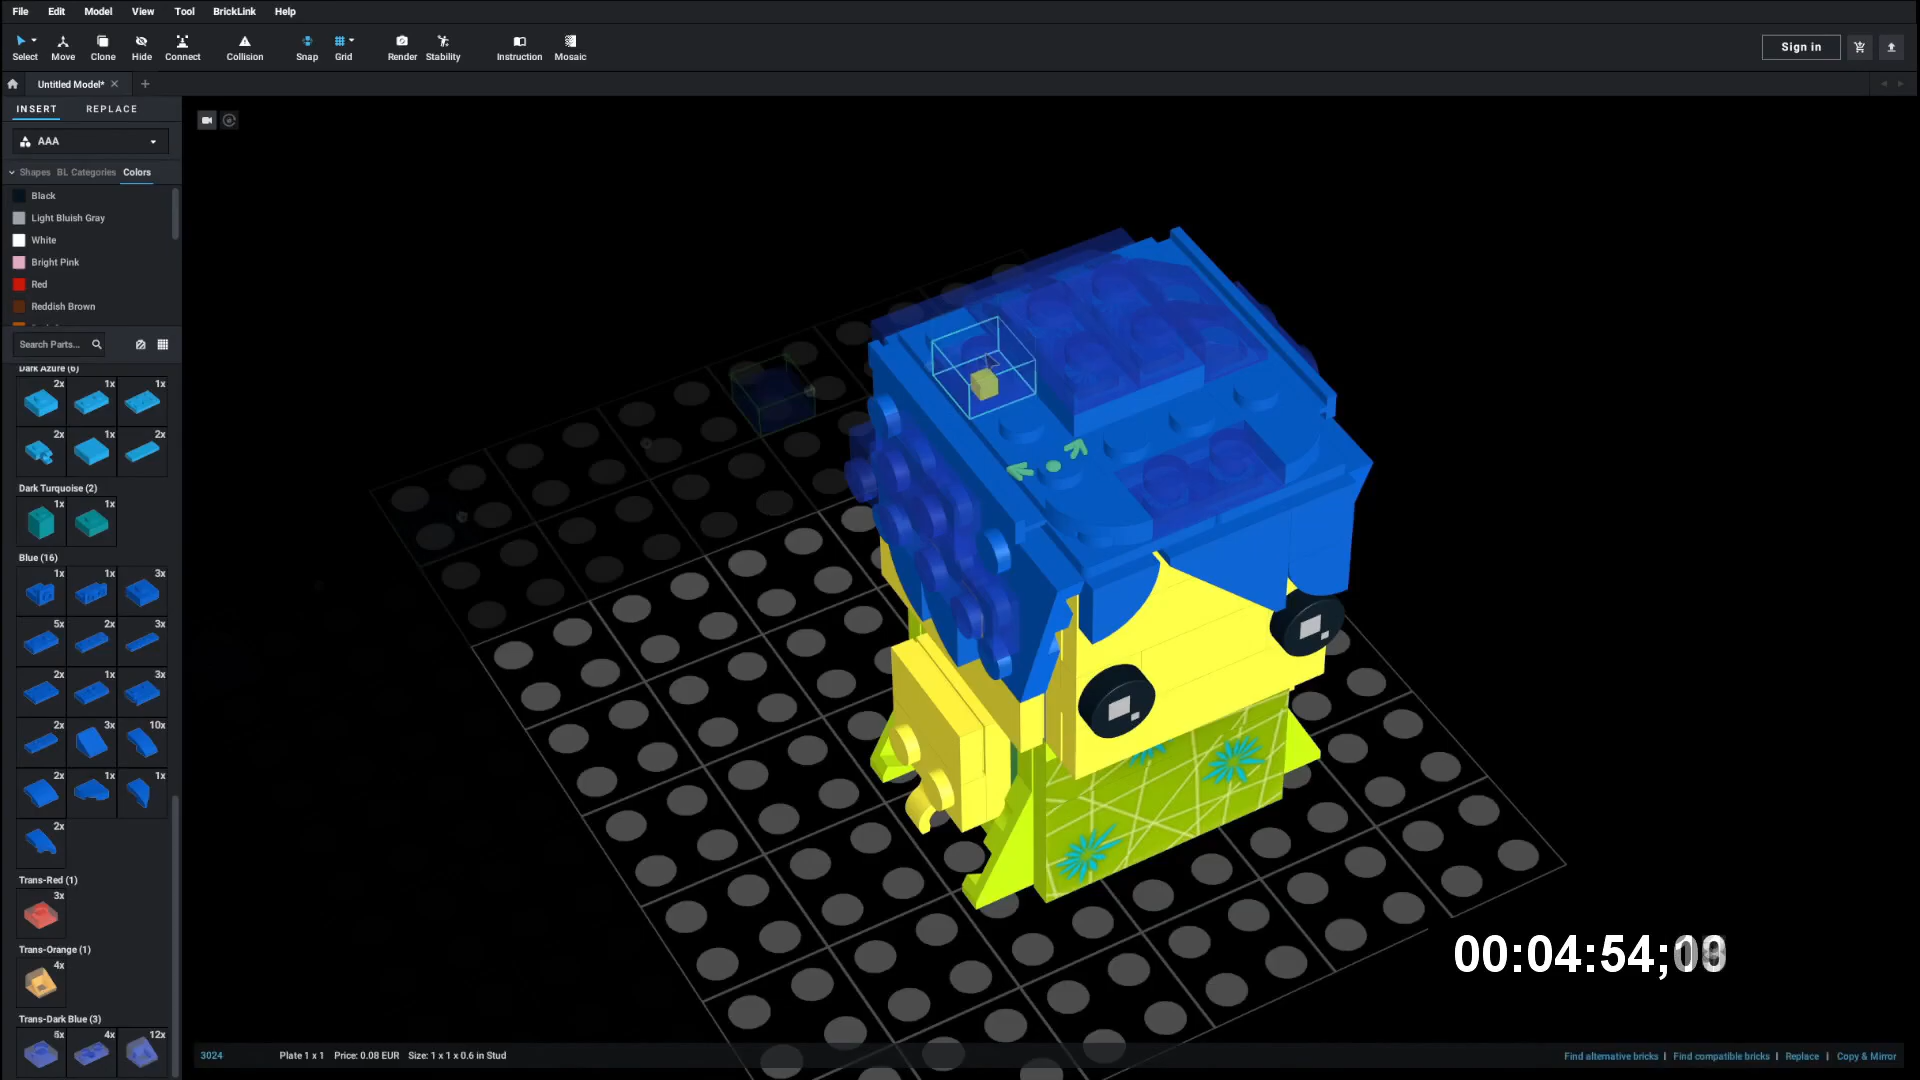 File Edit Model View Tool BrickLink Help
Select Move Clone Hide Connect Collision Snap Grid Render Stability Instruction Mosaic
Sign in
Untitled Model*
INSERT REPLACE
AAA
Shapes BL Categories Colors
Black
Light Bluish Gray
White
Bright Pink
Red
Reddish Brown
Search Parts...
Dark Azure (6)
2x 1x 1x
2x 1x 2x
Dark Turquoise (2)
1x 1x
Blue (16)
1x 1x 3x
5x 2x 3x
2x 1x 3x
2x 3x 10x
2x 1x 1x
2x
Trans-Red (1)
3x
Trans-Orange (1)
4x
Trans-Dark Blue (3)
4x 12x
00:04:54;
3024 Plate 1 x 1 Price: 0.08 EUR Size: 1 x 1 x 0.6 in Stud
Find alternative bricks | Find compatible bricks | Replace | Copy & Mirror